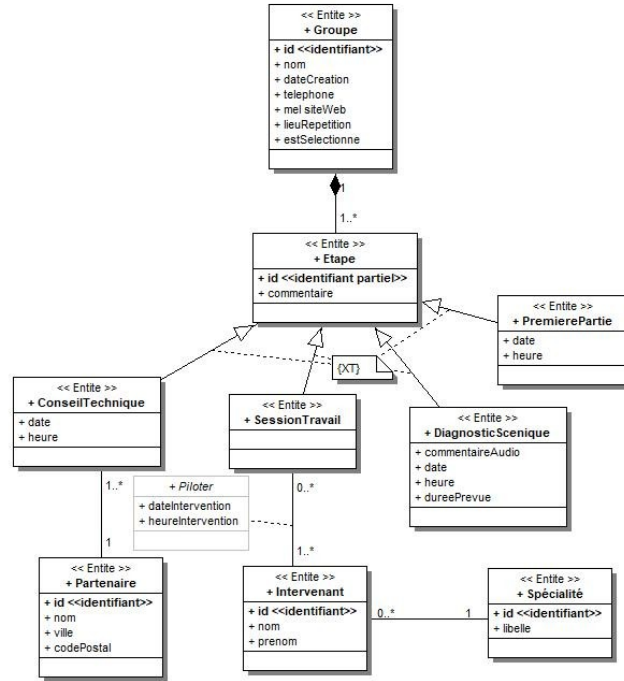 << Entite >>
+ Groupe
+ id <<identifiant>>
+ nom
+ dateCreation
+ telephone
+ mel siteWeb
+ lieuRepetition
+ estSelectionne
1
1..*
<< Entite >>
+ Etape
+ id <<identifiant partiel>>
+ commentaire
<< Entite >>
+ PremierePartie
+ date
+ heure
{XT}
<< Entite >>
+ ConseilTechnique
+ date
+ heure
<< Entite >>
+ SessionTravail
<< Entite >>
+ DiagnosticScenique
+ commentaireAudio
+ date
+ heure
+ dureePrevue
1..*
0..*
+ Piloter
+ dateIntervention
+ heureIntervention
1
1..*
<< Entite >>
+ Partenaire
+ id <<identifiant>>
+ nom
+ ville
+ codePostal
<< Entite >>
+ Intervenant
+ id <<identifiant>>
+ nom
+ prenom
0..*
1
<< Entite >>
+ Spécialité
+ id <<identifiant>>
+ libelle